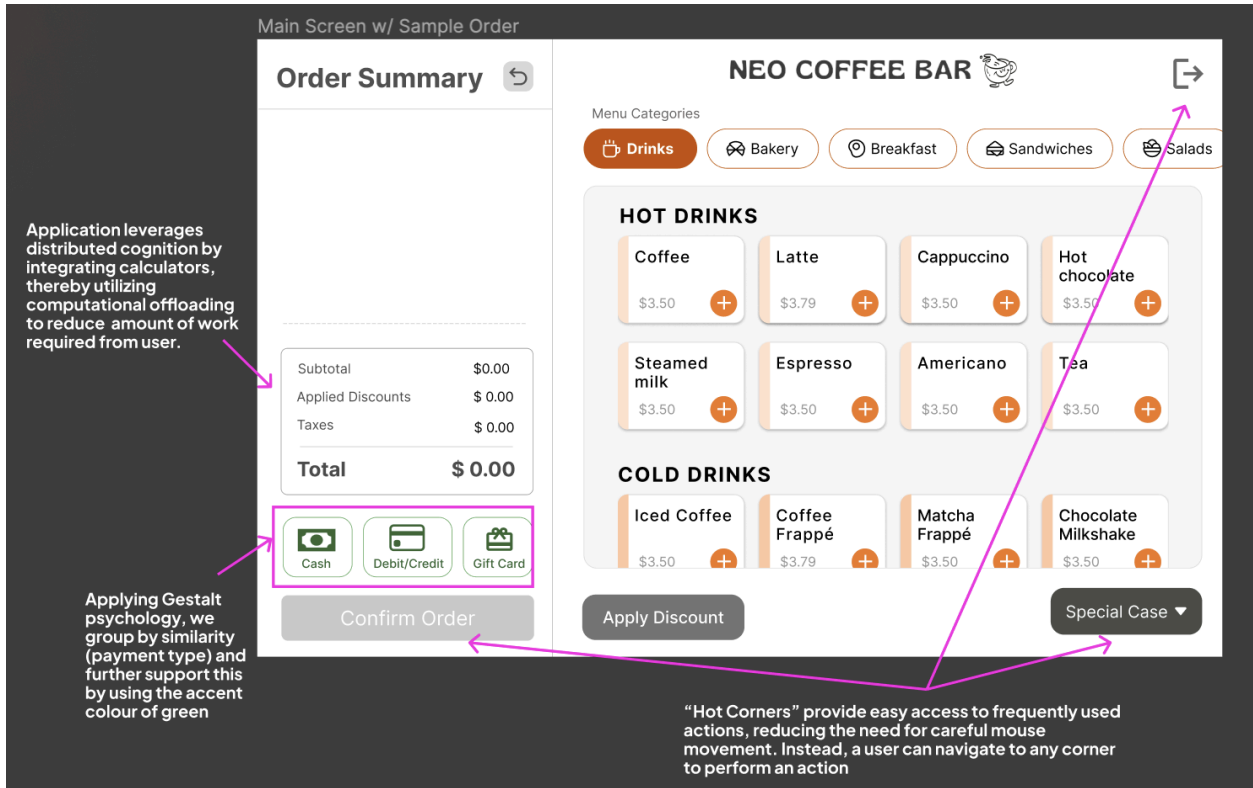 Main Screen w/ Sample Order
Order Summary
NEO COFFEE BAR
Menu Categories
Drinks
Bakery
Breakfast
Sandwiches
Salads
HOT DRINKS
Coffee
$3.50
Latte
$3.79
Cappuccino
$3.50
Hot
chocolate
$3.50
Steamed
milk
$3.50
Espresso
$3.50
Americano
$3.50
Tea
$3.50
COLD DRINKS
Iced Coffee
$3.50
Coffee
Frappé
$3.79
Matcha
Frappé
$3.50
Chocolate
Milkshake
$3.50
Subtotal $0.00
Applied Discounts $ 0.00
Taxes $ 0.00
Total $ 0.00
Cash
Debit/Credit
Gift Card
Confirm Order
Apply Discount
Special Case
Application leverages
distributed cognition by
integrating calculators,
thereby utilizing
computational offloading
to reduce amount of work
required from user.
Applying Gestalt
psychology, we
group by similarity
(payment type) and
further support this
by using the accent
colour of green
“Hot Corners” provide easy access to frequently used
actions, reducing the need for careful mouse
movement. Instead, a user can navigate to any corner
to perform an action